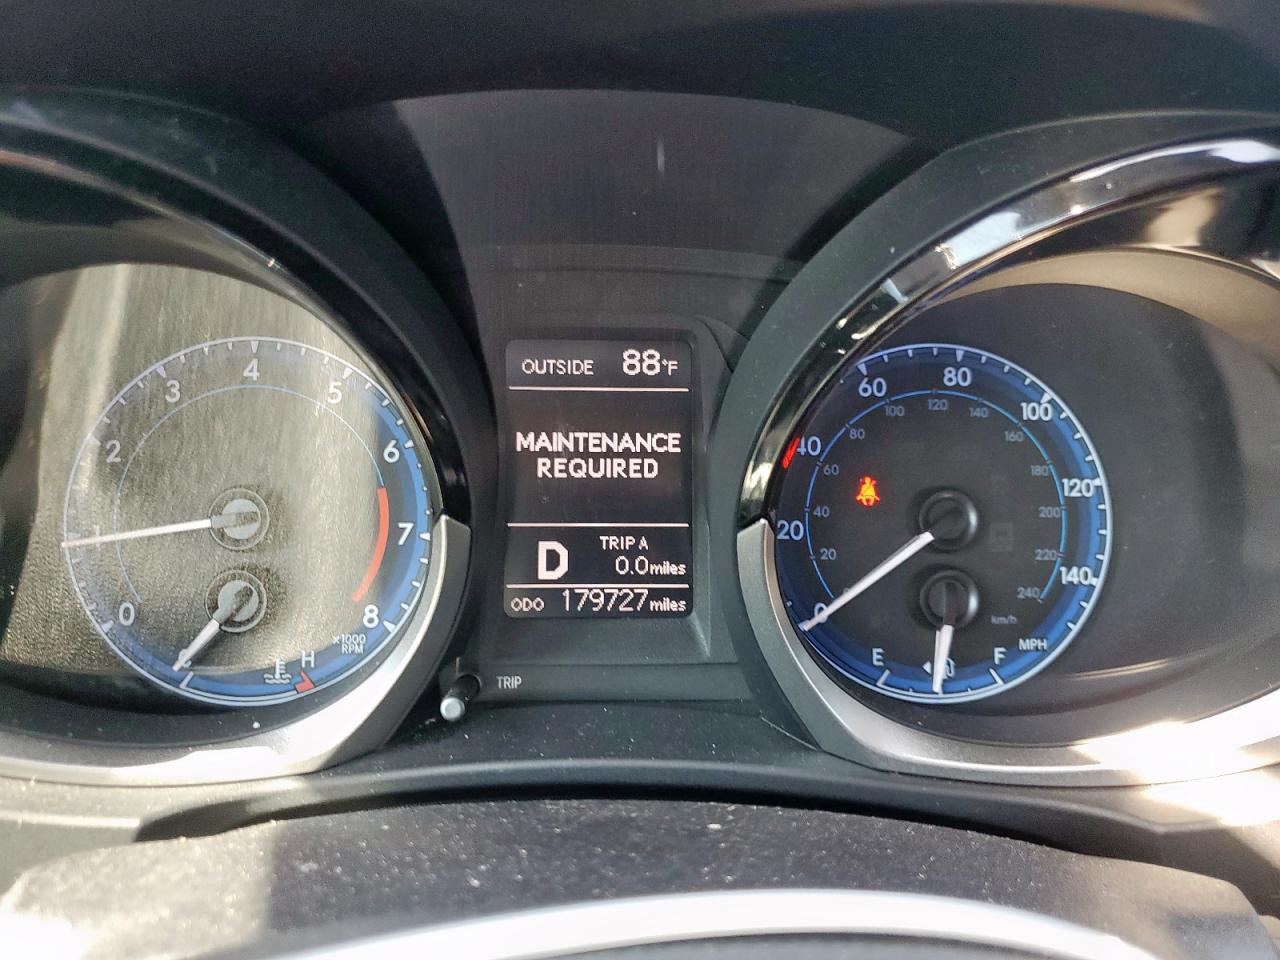 OUTSIDE 88°F
MAINTENANCE
REQUIRED
D
TRIP A
0.0 miles
ODO 179727 miles
TRIP
0
1
2
3
4
5
6
7
8
x1000
RPM
H
0
20
40
60
80
100
120
140
MPH
20
40
60
80
100
120
140
160
180
200
220
240
km/h
E
F